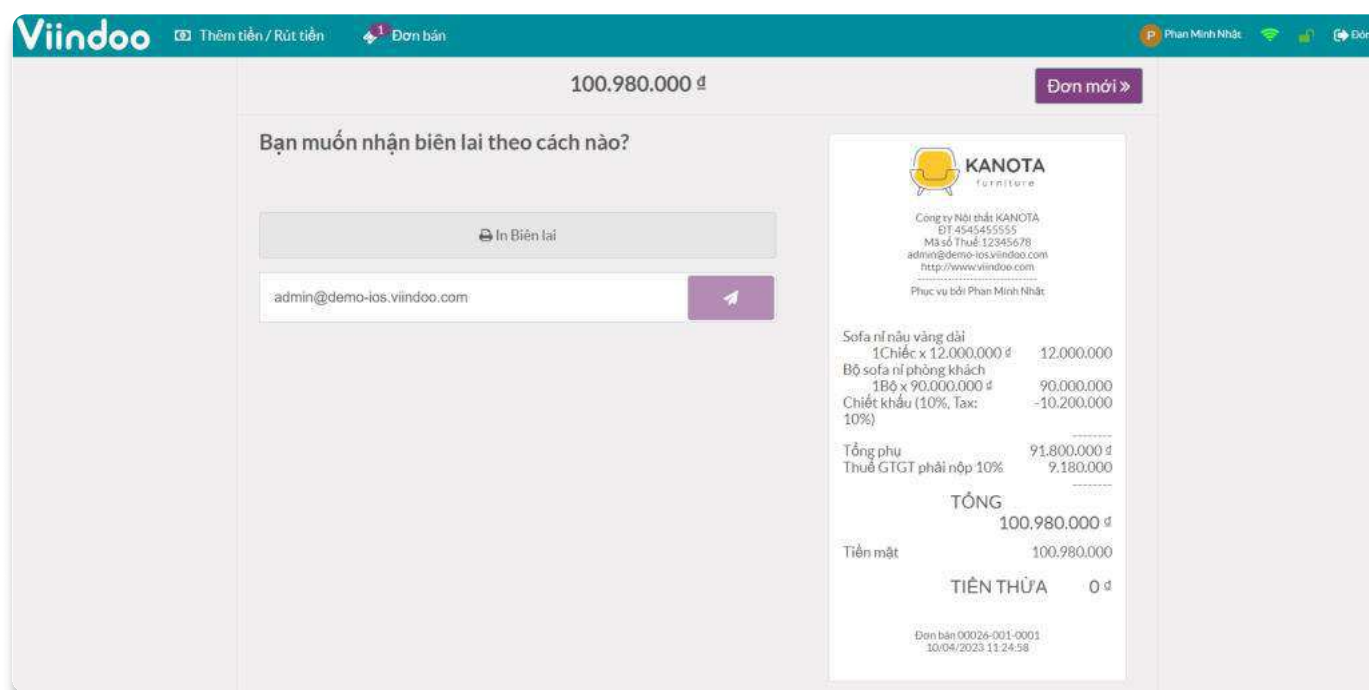 Viindoo Thêm tiền / Rút tiền 1 Đơn bán P Phan Minh Nhật
100.980.000 ₫ Đơn mới »
Bạn muốn nhận biên lai theo cách nào?
In Biên lai
admin@demo-ios.viindoo.com
KANOTA
furniture
Công ty Nội thất KANOTA
ĐT 4545455555
Mã số Thuế 12345678
admin@demo-ios.viindoo.com
http://www.viindoo.com
--------------------------------
Phục vụ bởi Phan Minh Nhật
Sofa nỉ nâu vàng dài
1Chiếc x 12.000.000 ₫ 12.000.000
Bộ sofa nỉ phòng khách
1Bộ x 90.000.000 ₫ 90.000.000
Chiết khấu (10%, Tax: -10.200.000
10%)
--------
Tổng phụ 91.800.000 ₫
Thuế GTGT phải nộp 10% 9.180.000
--------
TỔNG
100.980.000 ₫
Tiền mặt 100.980.000
TIỀN THỪA 0 ₫
Đơn bán 00026-001-0001
10/04/2023 11:24:58